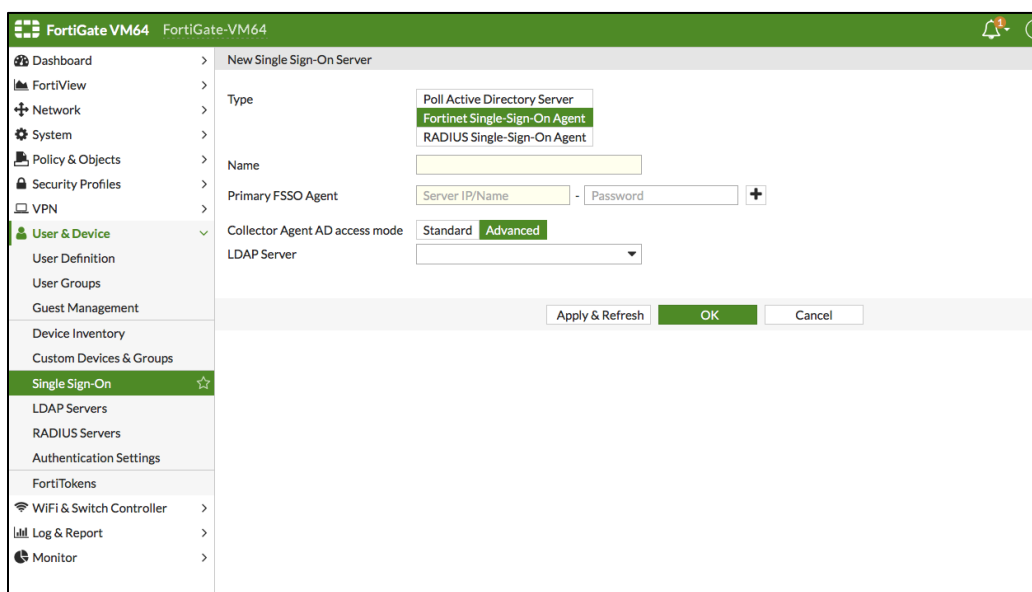 FortiGate VM64 FortiGate-VM64 1
Dashboard
FortiView
Network
System
Policy & Objects
Security Profiles
VPN
User & Device
User Definition
User Groups
Guest Management
Device Inventory
Custom Devices & Groups
Single Sign-On
LDAP Servers
RADIUS Servers
Authentication Settings
FortiTokens
WiFi & Switch Controller
Log & Report
Monitor
New Single Sign-On Server
Type
Poll Active Directory Server
Fortinet Single-Sign-On Agent
RADIUS Single-Sign-On Agent
Name
Primary FSSO Agent Server IP/Name - Password
Collector Agent AD access mode Standard Advanced
LDAP Server
Apply & Refresh OK Cancel